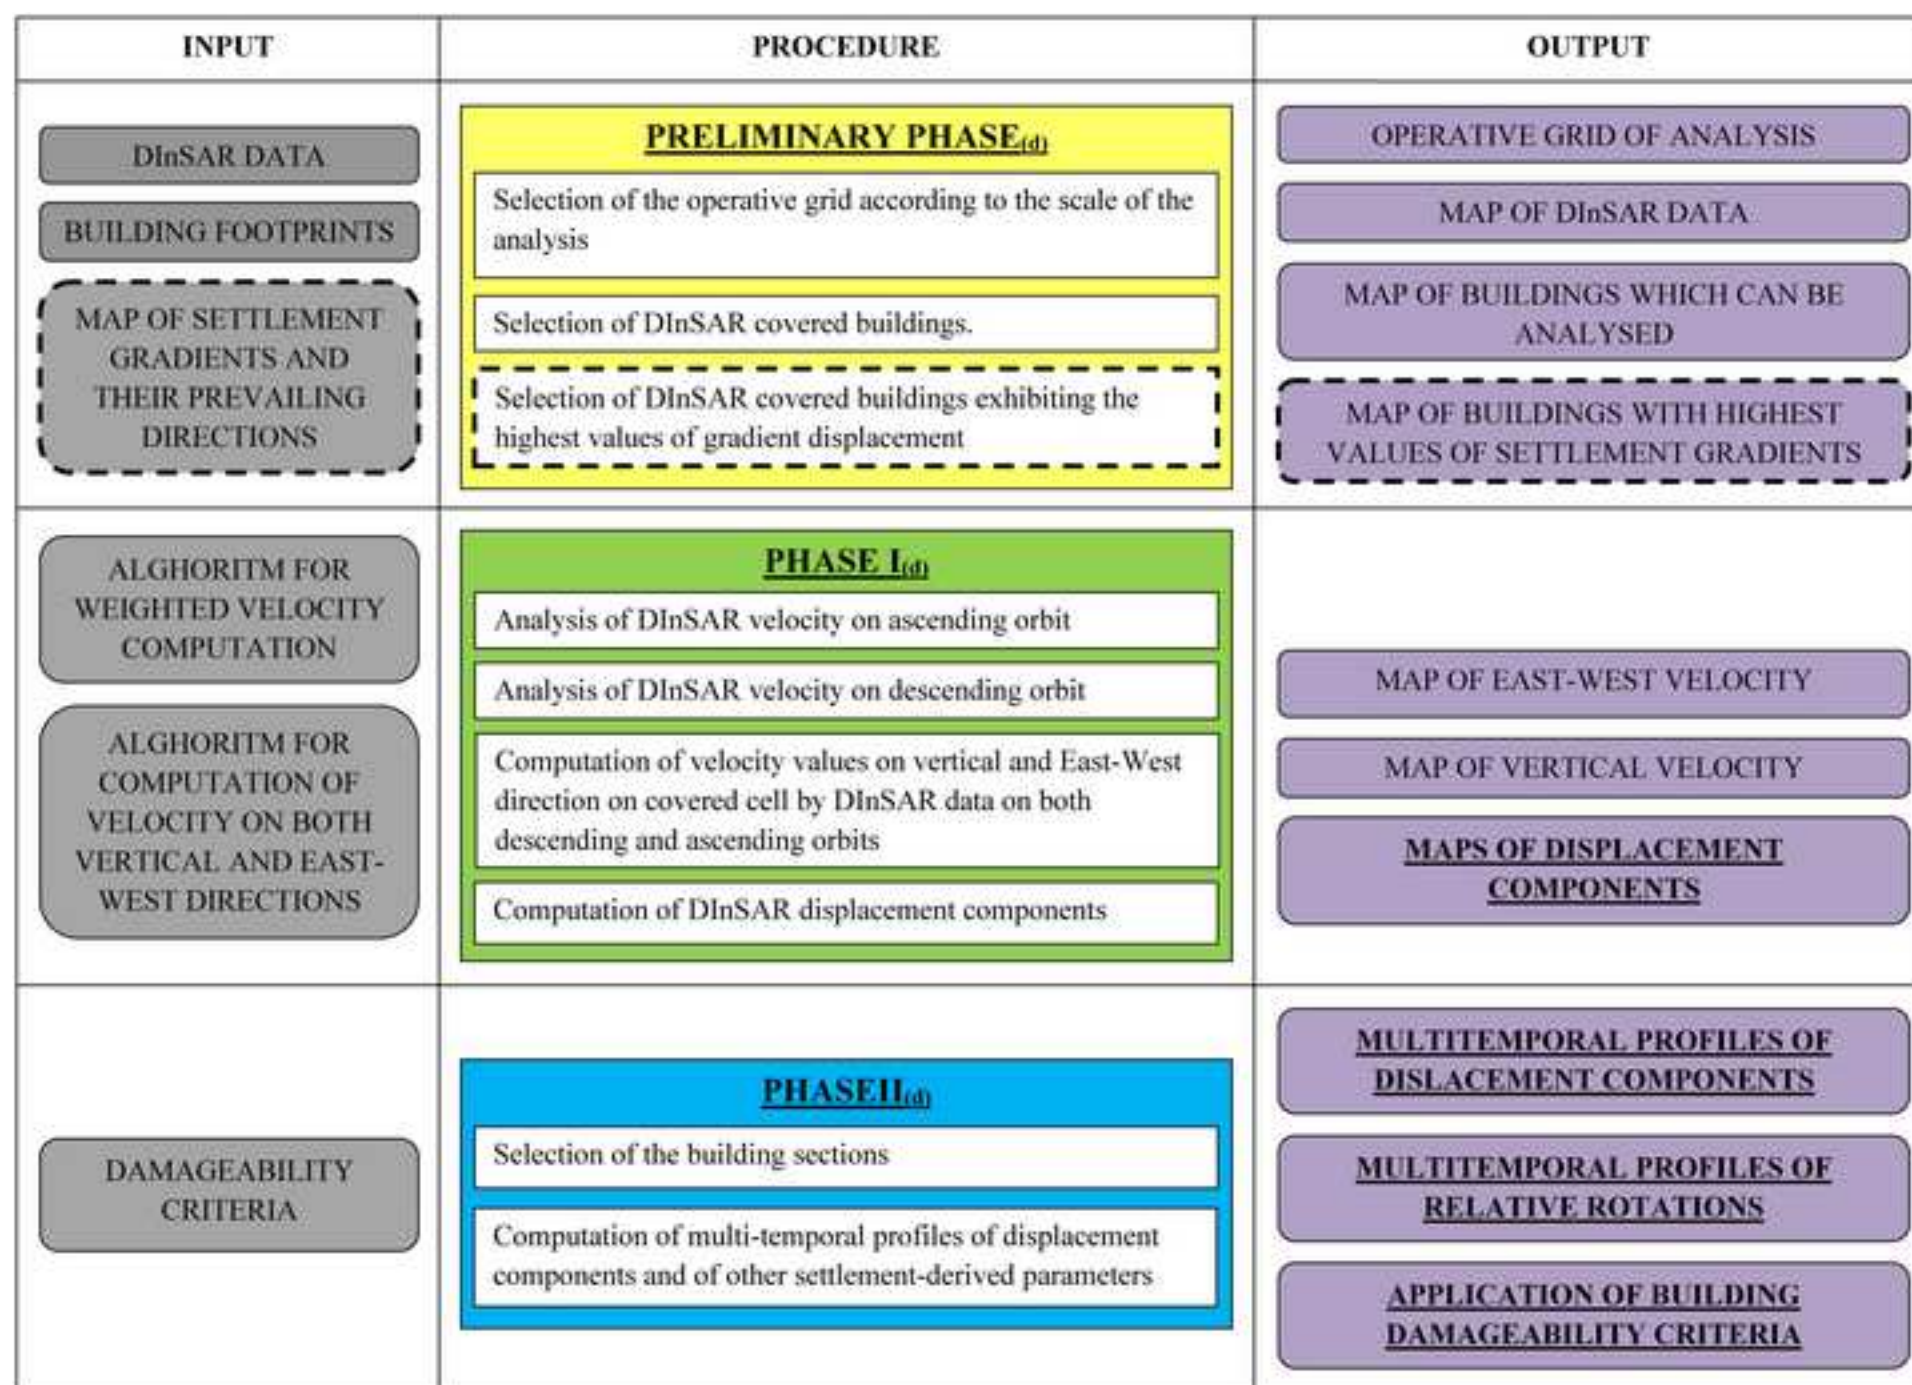 INPUT
PROCEDURE
OUTPUT
DInSAR DATA
BUILDING FOOTPRINTS
MAP OF SETTLEMENT
GRADIENTS AND
THEIR PREVAILING
DIRECTIONS
PRELIMINARY PHASE(d)
Selection of the operative grid according to the scale of the
analysis
Selection of DInSAR covered buildings.
Selection of DInSAR covered buildings exhibiting the
highest values of gradient displacement
OPERATIVE GRID OF ANALYSIS
MAP OF DInSAR DATA
MAP OF BUILDINGS WHICH CAN BE
ANALYSED
MAP OF BUILDINGS WITH HIGHEST
VALUES OF SETTLEMENT GRADIENTS
ALGHORITM FOR
WEIGHTED VELOCITY
COMPUTATION
ALGHORITM FOR
COMPUTATION OF
VELOCITY ON BOTH
VERTICAL AND EAST-
WEST DIRECTIONS
PHASE I(d)
Analysis of DInSAR velocity on ascending orbit
Analysis of DInSAR velocity on descending orbit
Computation of velocity values on vertical and East-West
direction on covered cell by DInSAR data on both
descending and ascending orbits
Computation of DInSAR displacement components
MAP OF EAST-WEST VELOCITY
MAP OF VERTICAL VELOCITY
MAPS OF DISPLACEMENT
COMPONENTS
DAMAGEABILITY
CRITERIA
PHASEII(d)
Selection of the building sections
Computation of multi-temporal profiles of displacement
components and of other settlement-derived parameters
MULTITEMPORAL PROFILES OF
DISLACEMENT COMPONENTS
MULTITEMPORAL PROFILES OF
RELATIVE ROTATIONS
APPLICATION OF BUILDING
DAMAGEABILITY CRITERIA